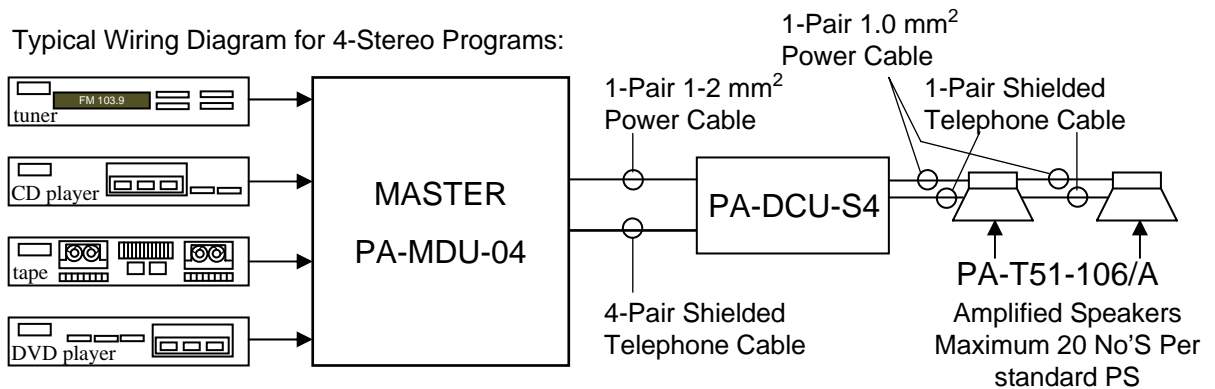 Typical Wiring Diagram for 4-Stereo Programs:
1-Pair 1.0 mm²
Power Cable
1-Pair 1-2 mm²
Power Cable
1-Pair Shielded
Telephone Cable
FM 103.9
tuner
CD player
tape
DVD player
MASTER
PA-MDU-04
PA-DCU-S4
4-Pair Shielded
Telephone Cable
PA-T51-106/A
Amplified Speakers
Maximum 20 No'S Per
standard PS